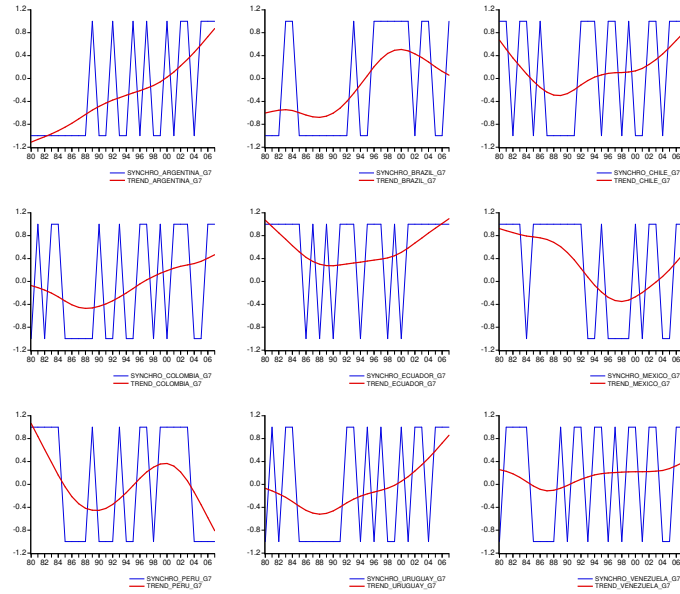 1.2 1.2 1.2
0.8 0.8 0.8
0.4 0.4 0.4
0.0 0.0 0.0
-0.4 -0.4 -0.4
-0.8 -0.8 -0.8
-1.2 -1.2 -1.2
80 82 84 86 88 90 92 94 96 98 00 02 04 06 80 82 84 86 88 90 92 94 96 98 00 02 04 06 80 82 84 86 88 90 92 94 96 98 00 02 04 06
SYNCHRO_ARGENTINA_G7 SYNCHRO_BRAZIL_G7 SYNCHRO_CHILE_G7
TREND_ARGENTINA_G7 TREND_BRAZIL_G7 TREND_CHILE_G7
1.2 1.2 1.2
0.8 0.8 0.8
0.4 0.4 0.4
0.0 0.0 0.0
-0.4 -0.4 -0.4
-0.8 -0.8 -0.8
-1.2 -1.2 -1.2
80 82 84 86 88 90 92 94 96 98 00 02 04 06 80 82 84 86 88 90 92 94 96 98 00 02 04 06 80 82 84 86 88 90 92 94 96 98 00 02 04 06
SYNCHRO_COLOMBIA_G7 SYNCHRO_ECUADOR_G7 SYNCHRO_MEXICO_G7
TREND_COLOMBIA_G7 TREND_ECUADOR_G7 TREND_MEXICO_G7
1.2 1.2 1.2
0.8 0.8 0.8
0.4 0.4 0.4
0.0 0.0 0.0
-0.4 -0.4 -0.4
-0.8 -0.8 -0.8
-1.2 -1.2 -1.2
80 82 84 86 88 90 92 94 96 98 00 02 04 06 80 82 84 86 88 90 92 94 96 98 00 02 04 06 80 82 84 86 88 90 92 94 96 98 00 02 04 06
SYNCHRO_PERU_G7 SYNCHRO_URUGUAY_G7 SYNCHRO_VENEZUELA_G7
TREND_PERU_G7 TREND_URUGUAY_G7 TREND_VENEZUELA_G7